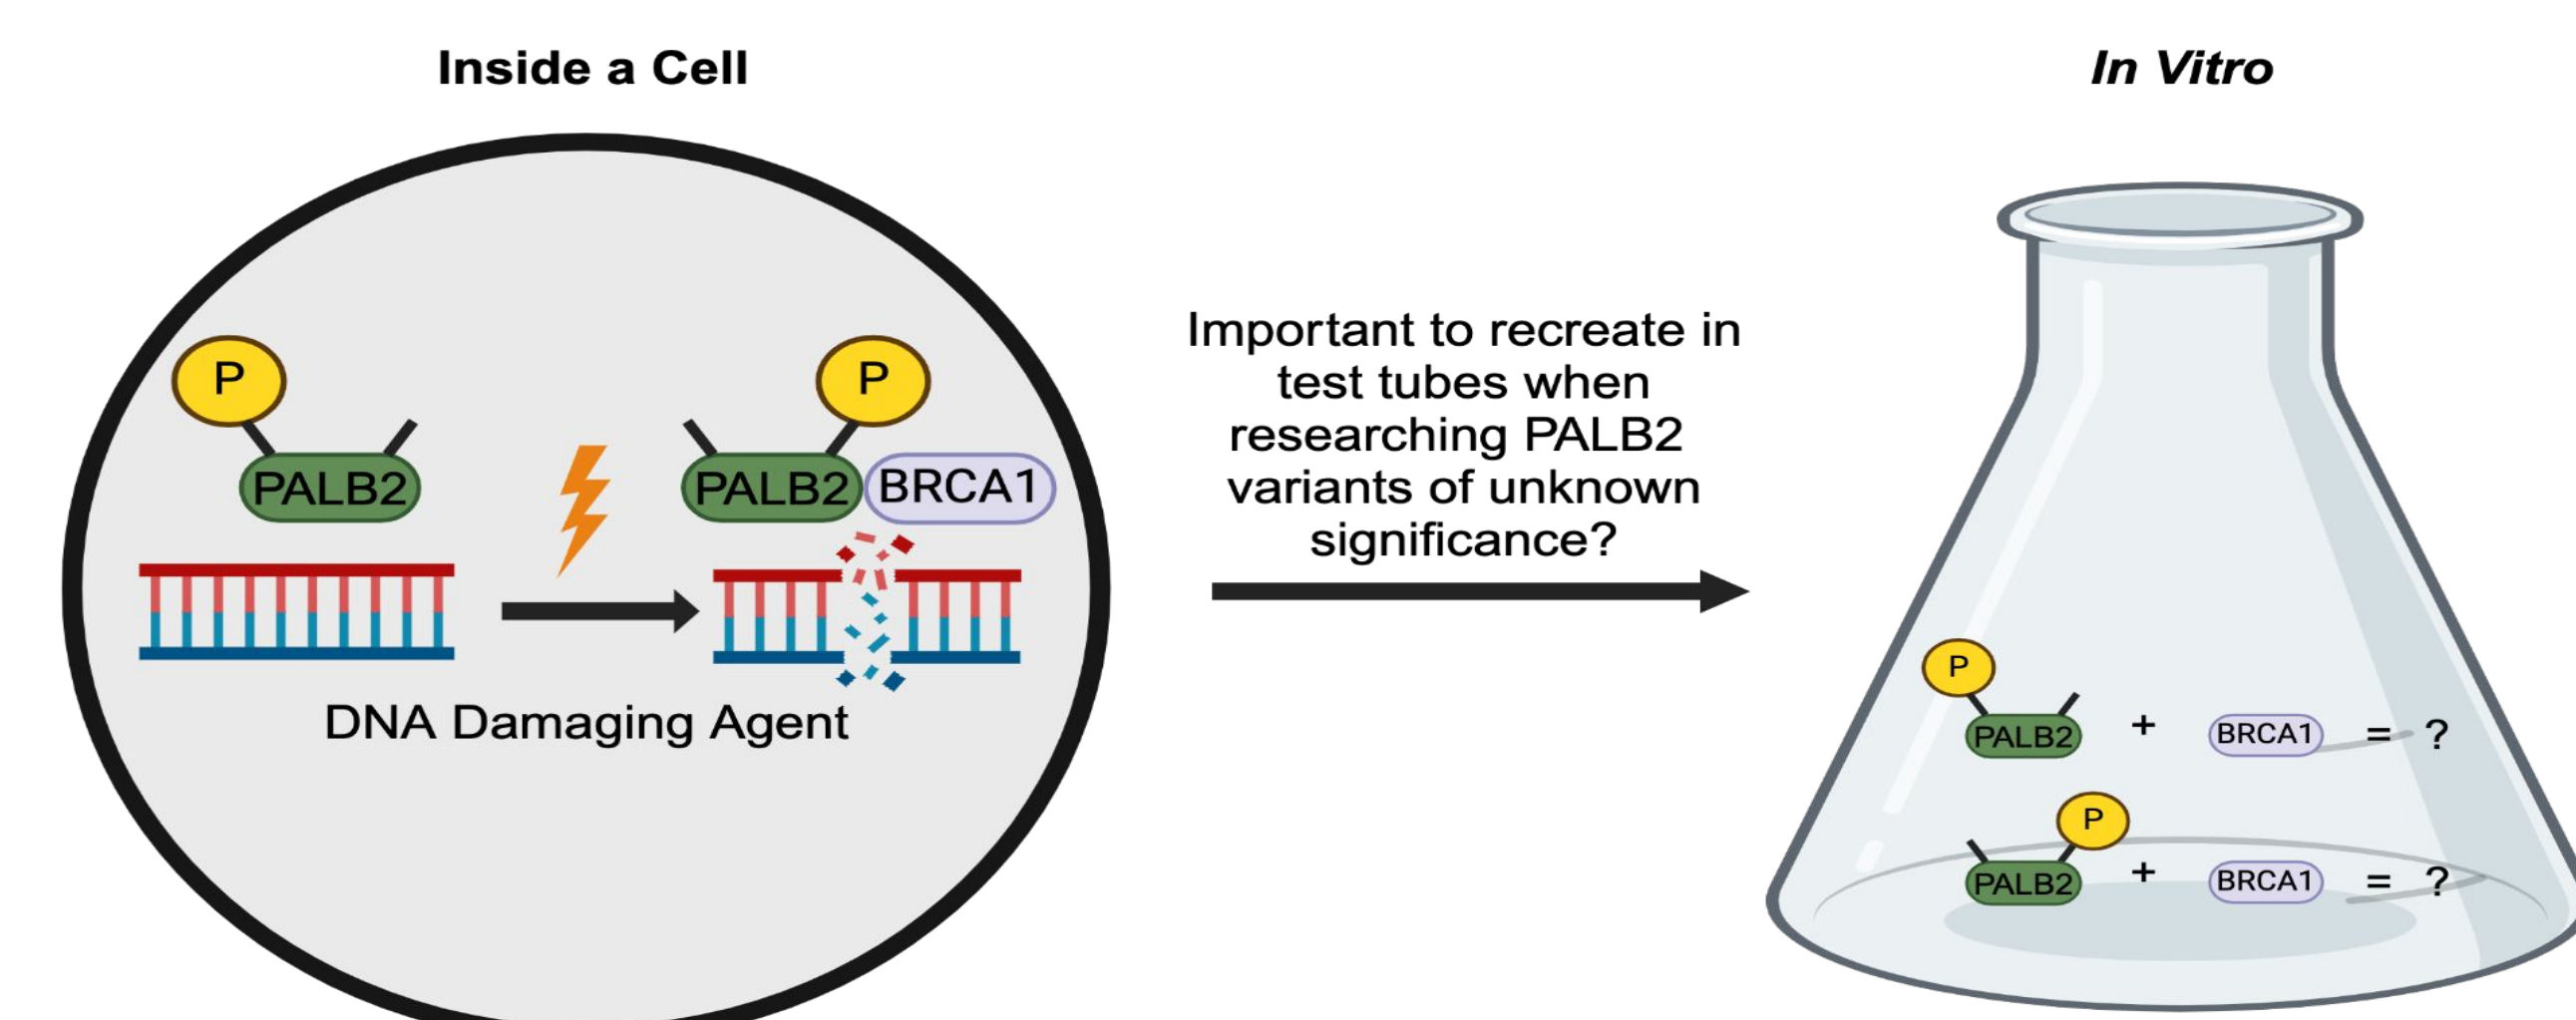 Inside a Cell
In Vitro
P
P
PALB2
PALB2
BRCA1
DNA Damaging Agent
Important to recreate in
test tubes when
researching PALB2
variants of unknown
significance?
P
PALB2 + BRCA1 = ?
P
PALB2 + BRCA1 = ?